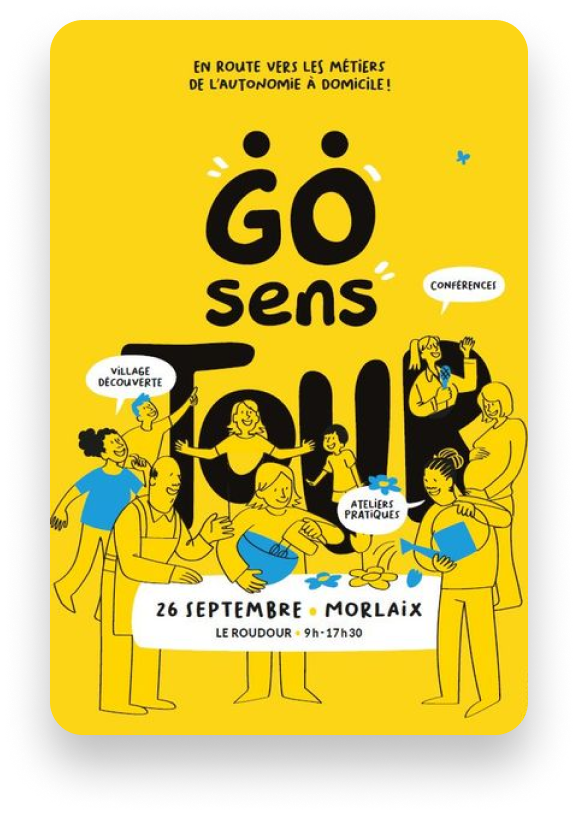 EN ROUTE VERS LES MÉTIERS
DE L'AUTONOMIE À DOMICILE !
GO
sens
TOUR
CONFÉRENCES
VILLAGE
DÉCOUVERTE
ATELIERS
PRATIQUES
26 SEPTEMBRE • MORLAIX
LE ROUDOUR • 9h-17h30